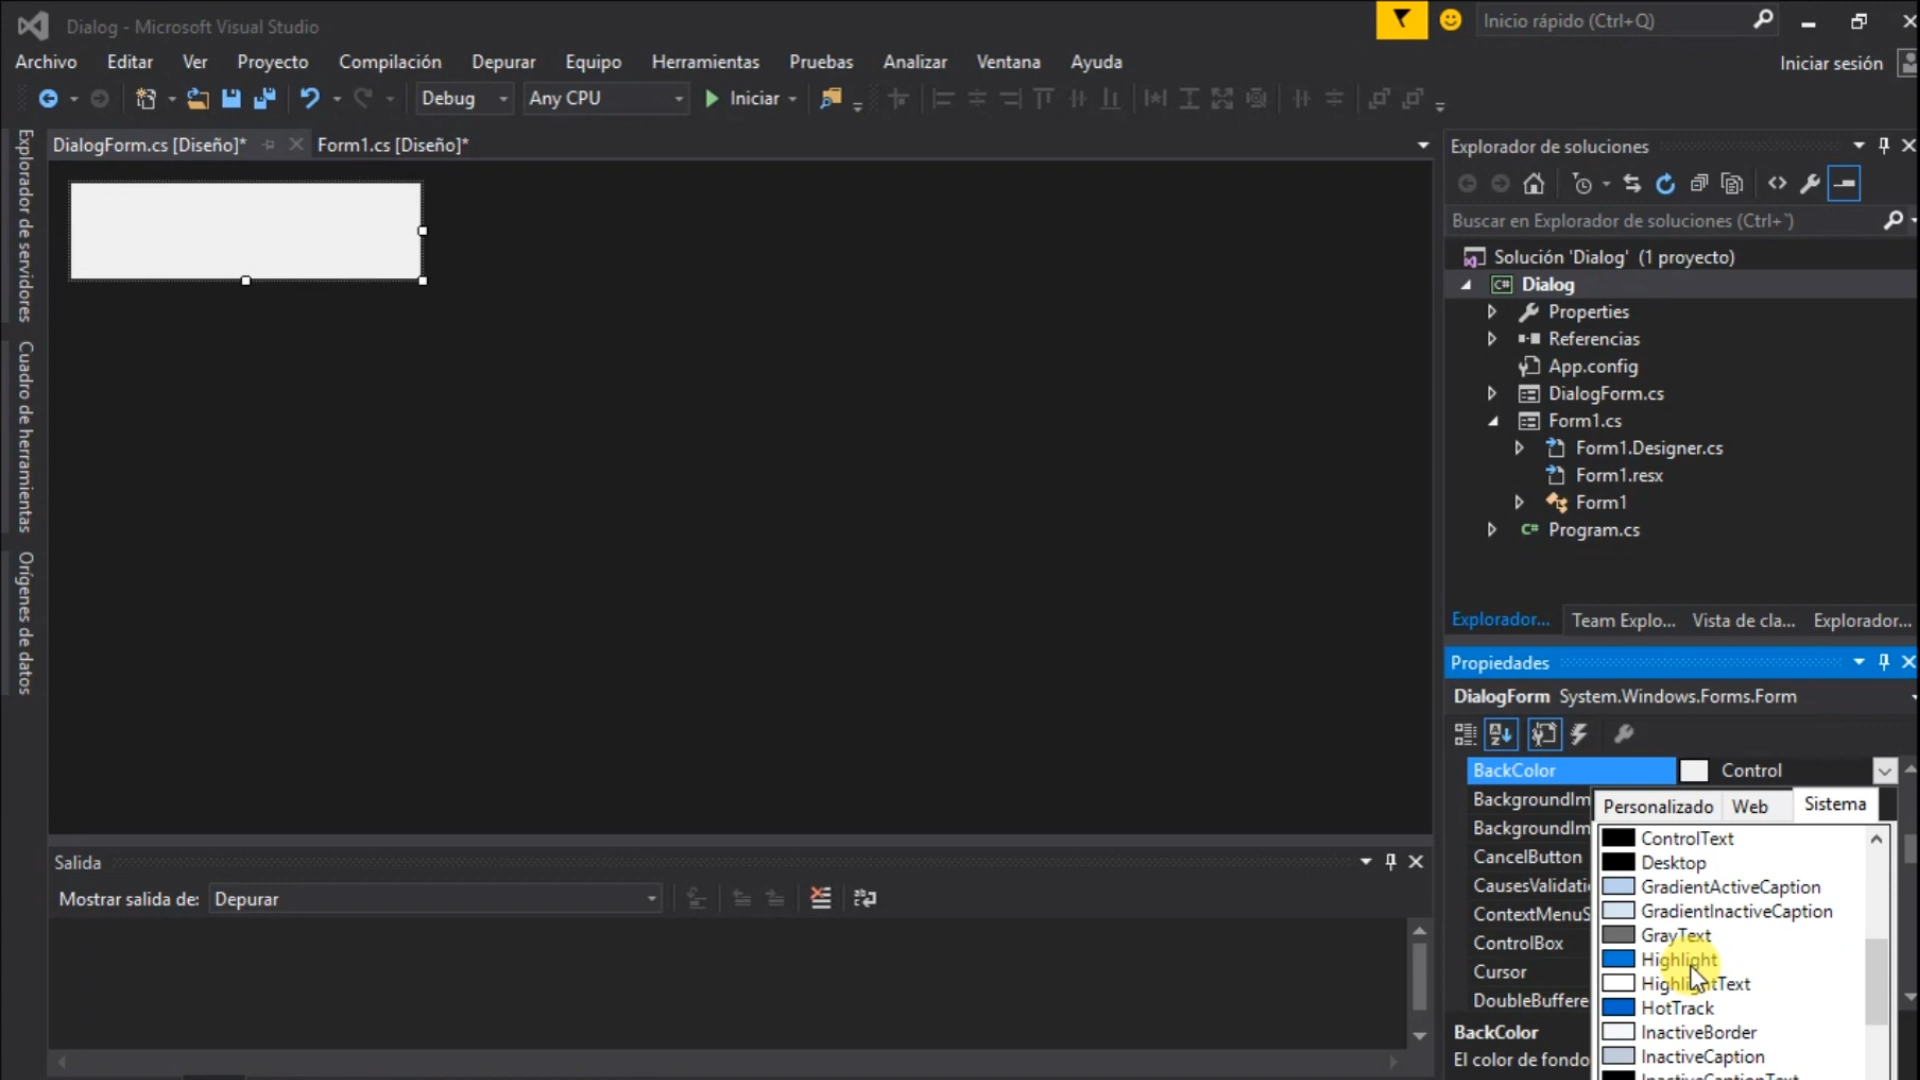 Dialog - Microsoft Visual Studio
Inicio rápido (Ctrl+Q)
Archivo Editar Ver Proyecto Compilación Depurar Equipo Herramientas Pruebas Analizar Ventana Ayuda
Iniciar sesión
Debug Any CPU Iniciar
Explorador de servidores
Cuadro de herramientas
Orígenes de datos
DialogForm.cs [Diseño]* Form1.cs [Diseño]*
Explorador de soluciones
Buscar en Explorador de soluciones (Ctrl+`)
Solución 'Dialog' (1 proyecto)
C# Dialog
Properties
Referencias
App.config
DialogForm.cs
Form1.cs
Form1.Designer.cs
Form1.resx
Form1
C# Program.cs
Explorador... Team Explo... Vista de cla... Explorador...
Propiedades
DialogForm System.Windows.Forms.Form
BackColor Control
BackgroundIm
BackgroundIm
CancelButton
CausesValidati
ContextMenuS
ControlBox
Cursor
DoubleBuffere
Personalizado Web Sistema
ControlText
Desktop
GradientActiveCaption
GradientInactiveCaption
GrayText
Highlight
HighlightText
HotTrack
InactiveBorder
InactiveCaption
InactiveCaptionText
BackColor
El color de fondo
Salida
Mostrar salida de: Depurar